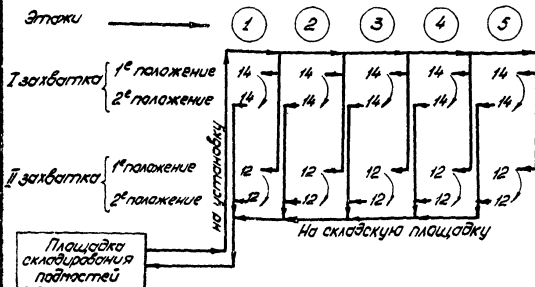 Этажи 1 2 3 4 5
I захватка
1е положение 14 14 14 14 14
2е положение 14 14 14 14 14
на установку
II захватка
1е положение 12 12 12 12 12
2е положение 12 12 12 12 12
На складскую площадку
Площадка
складирования
подмостей